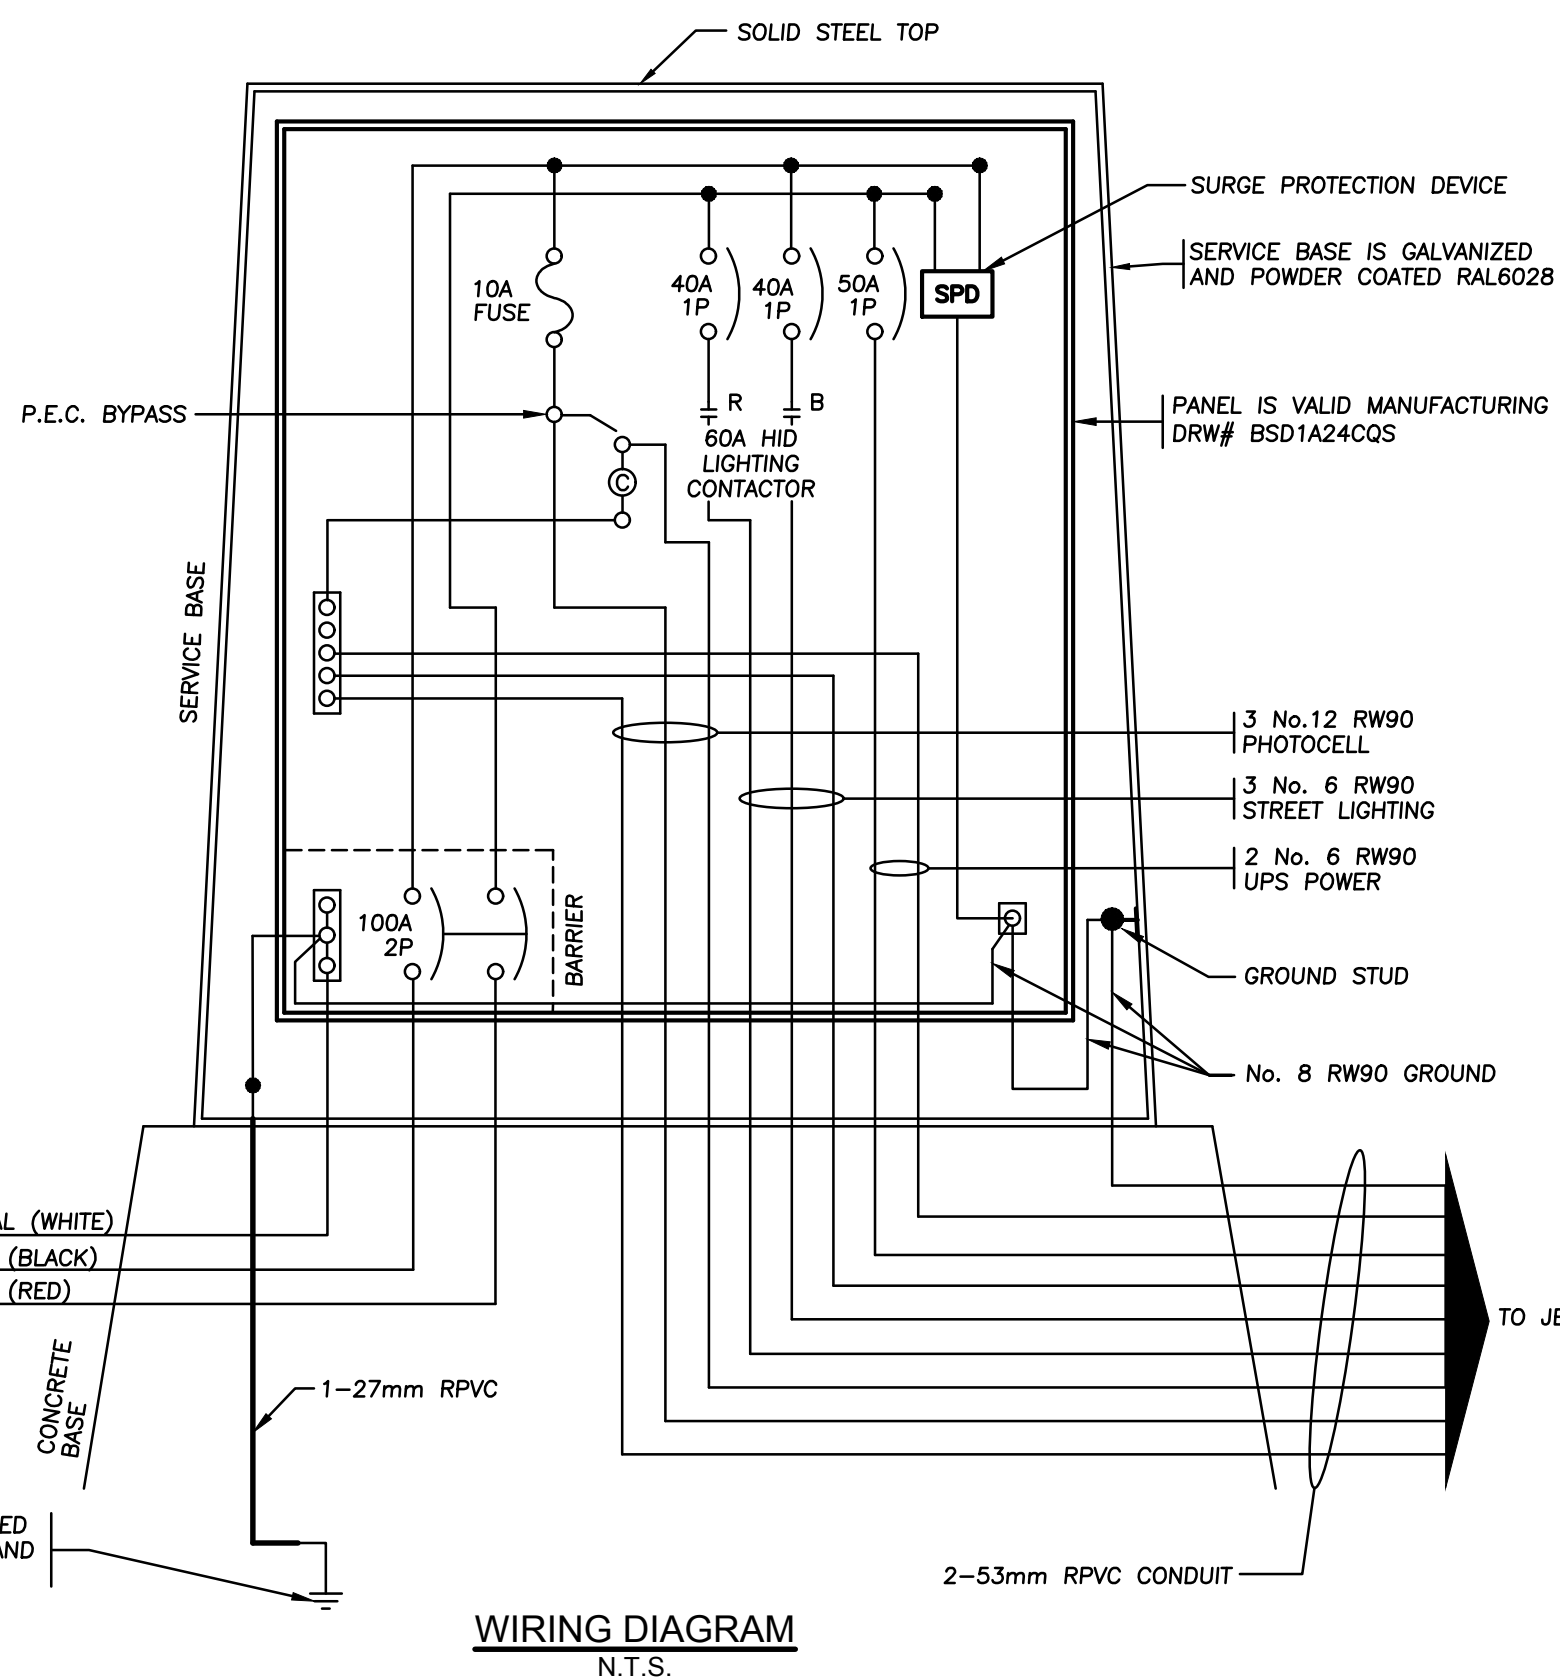 SOLID STEEL TOP
SURGE PROTECTION DEVICE
SERVICE BASE IS GALVANIZED
AND POWDER COATED RAL6028
10A
FUSE
40A
1P
40A
1P
50A
1P
SPD
P.E.C. BYPASS
R
B
60A HID
LIGHTING
CONTACTOR
C
PANEL IS VALID MANUFACTURING
DRW# BSD1A24CQS
SERVICE BASE
3 No.12 RW90
PHOTOCELL
3 No. 6 RW90
STREET LIGHTING
2 No. 6 RW90
UPS POWER
100A
2P
BARRIER
GROUND STUD
No. 8 RW90 GROUND
(WHITE)
(BLACK)
(RED)
TO
CONCRETE
BASE
1-27mm RPVC
2-53mm RPVC CONDUIT
WIRING DIAGRAM
N.T.S.